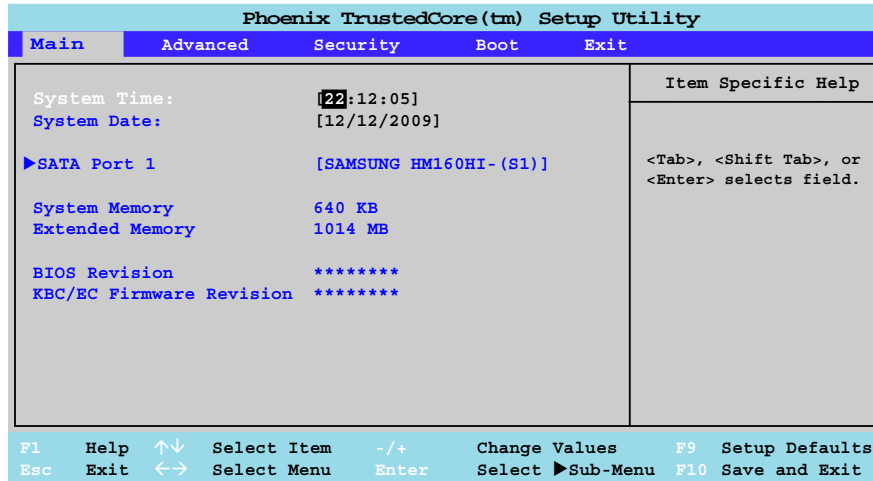 Phoenix TrustedCore(tm) Setup Utility
Main Advanced Security Boot Exit
System Time: [22:12:05]
System Date: [12/12/2009]
▶SATA Port 1 [SAMSUNG HM160HI-(S1)]
System Memory 640 KB
Extended Memory 1014 MB
BIOS Revision ********
KBC/EC Firmware Revision ********
Item Specific Help
<Tab>, <Shift Tab>, or
<Enter> selects field.
F1 Help ↑↓ Select Item -/+ Change Values F9 Setup Defaults
Esc Exit ←→ Select Menu Enter Select ▶Sub-Menu F10 Save and Exit